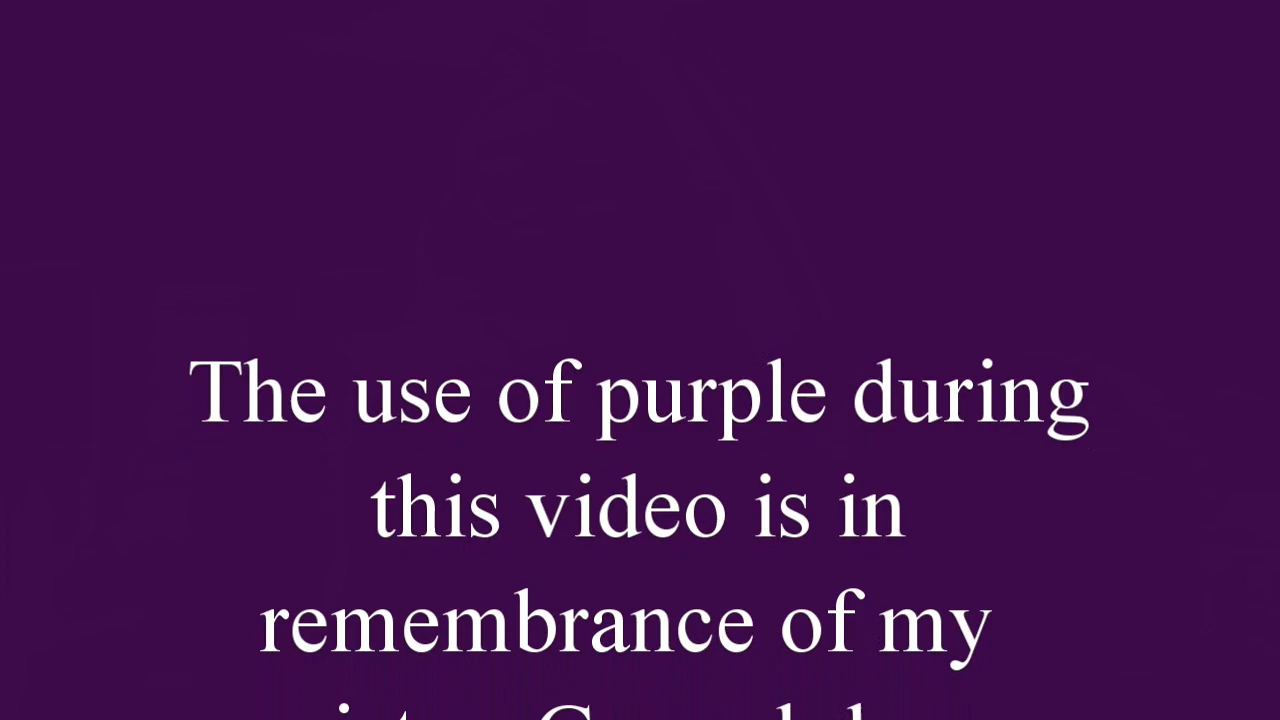 The use of purple during
this video is in
remembrance of my